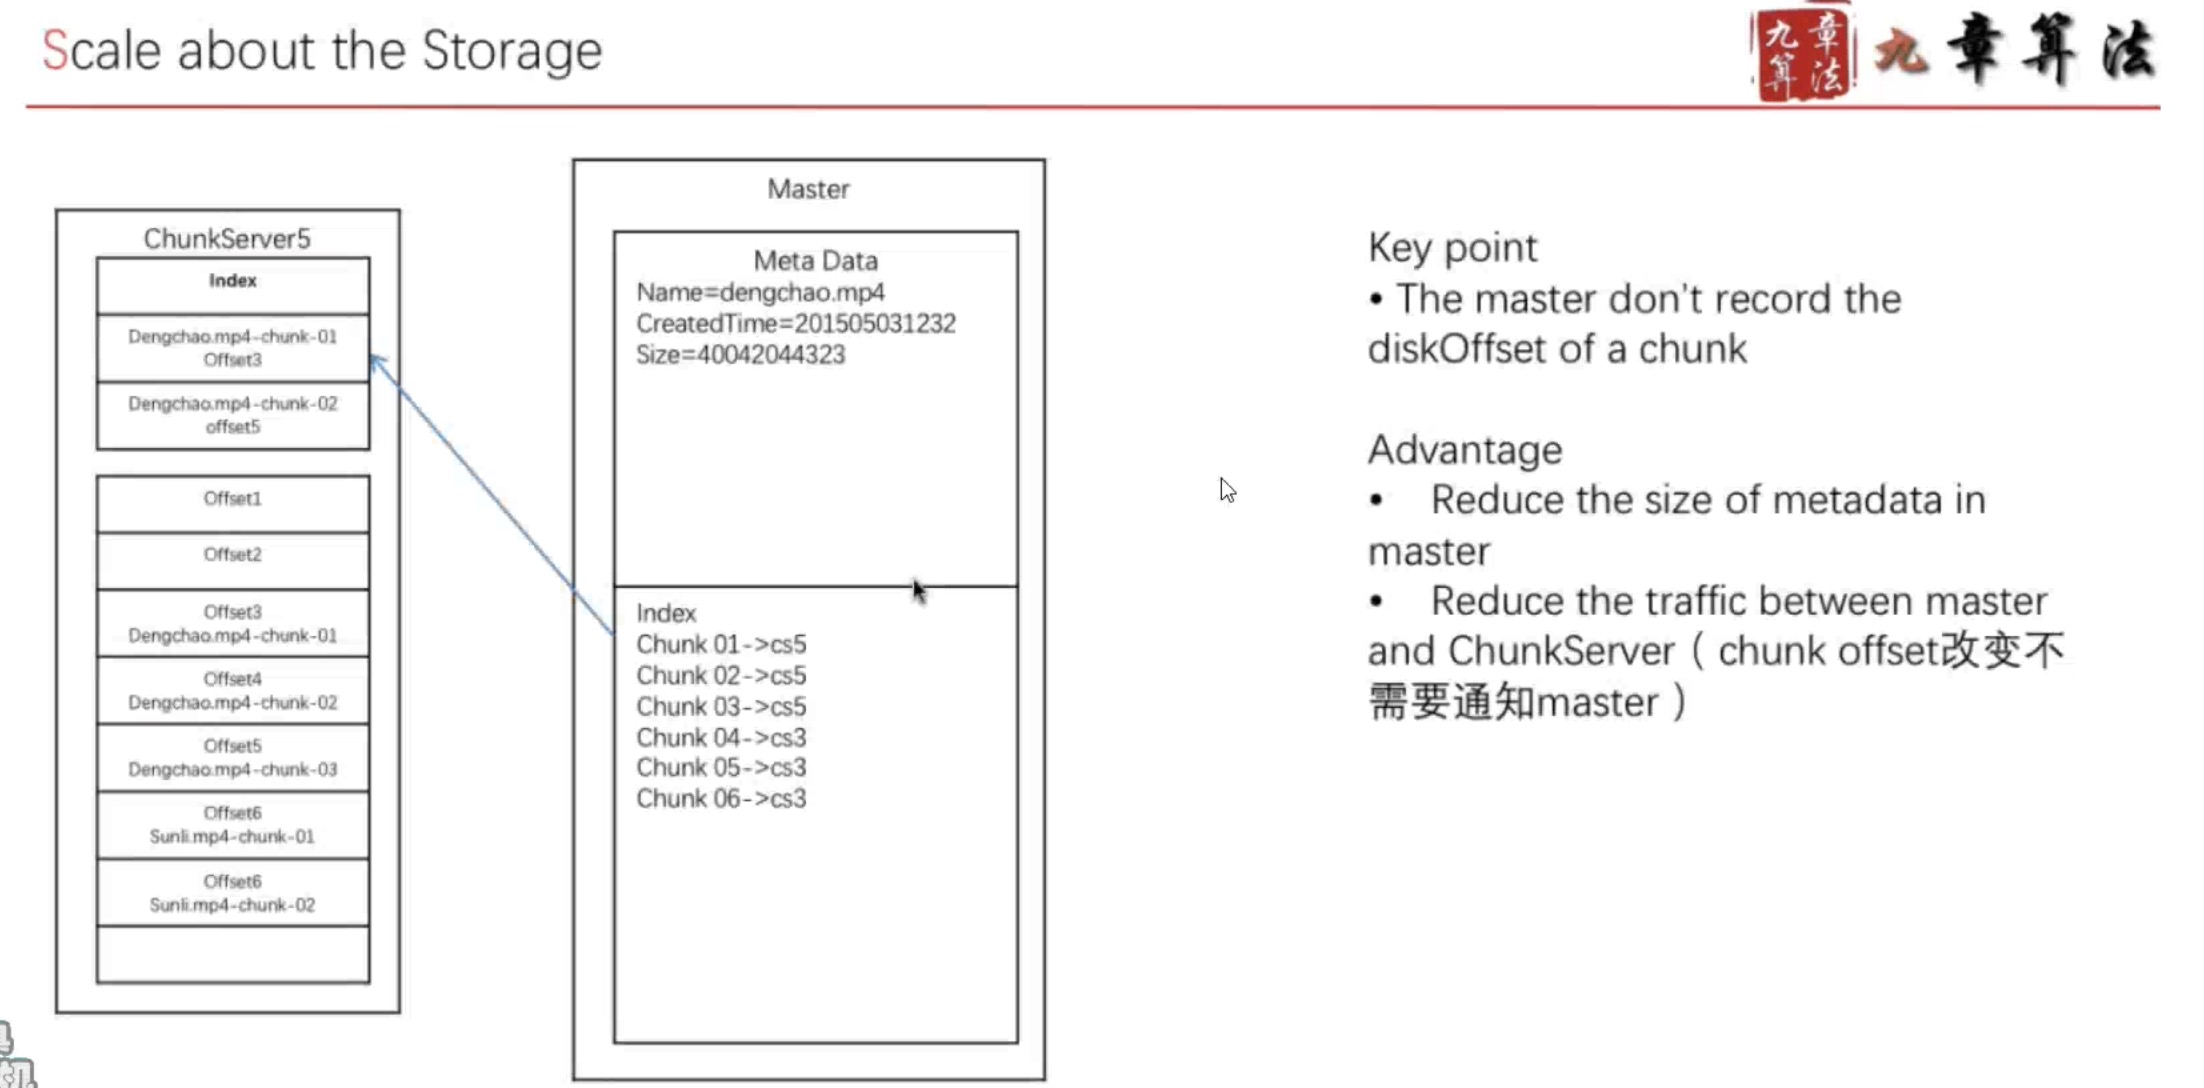 Scale about the Storage
九章
算法
九章算法
ChunkServer5
Index
Dengchao.mp4-chunk-01
Offset3
Dengchao.mp4-chunk-02
offset5
Offset1
Offset2
Offset3
Dengchao.mp4-chunk-01
Offset4
Dengchao.mp4-chunk-02
Offset5
Dengchao.mp4-chunk-03
Offset6
Sunli.mp4-chunk-01
Offset6
Sunli.mp4-chunk-02
Master
Meta Data
Name=dengchao.mp4
CreatedTime=201505031232
Size=40042044323
Index
Chunk 01->cs5
Chunk 02->cs5
Chunk 03->cs5
Chunk 04->cs3
Chunk 05->cs3
Chunk 06->cs3
Key point
• The master don't record the
diskOffset of a chunk
Advantage
• Reduce the size of metadata in
master
• Reduce the traffic between master
and ChunkServer（chunk offset改变不
需要通知master）